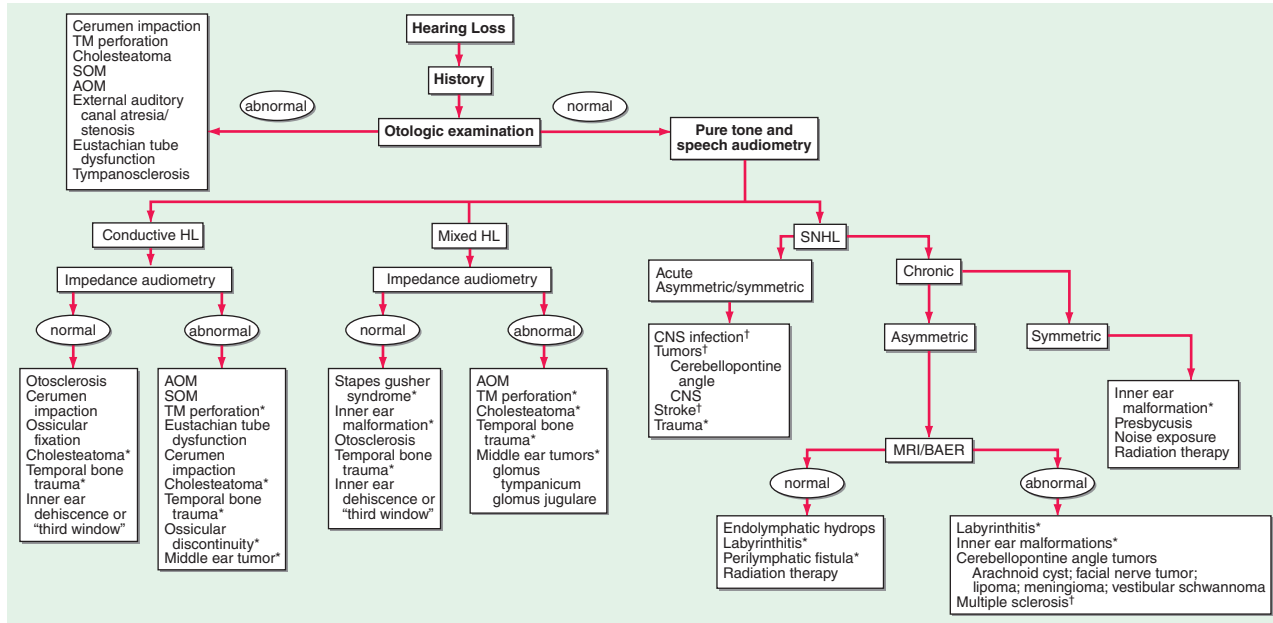 Hearing Loss
History
Otologic examination
abnormal
normal
Cerumen impaction
TM perforation
Cholesteatoma
SOM
AOM
External auditory
canal atresia/
stenosis
Eustachian tube
dysfunction
Tympanosclerosis
Pure tone and
speech audiometry
Conductive HL
Impedance audiometry
normal
abnormal
Otosclerosis
Cerumen
impaction
Ossicular
fixation
Cholesteatoma*
Temporal bone
trauma*
Inner ear
dehiscence or
“third window”
AOM
SOM
TM perforation*
Eustachian tube
dysfunction
Cerumen
impaction
Cholesteatoma*
Temporal bone
trauma*
Ossicular
discontinuity*
Middle ear tumor*
Mixed HL
Impedance audiometry
normal
abnormal
Stapes gusher
syndrome*
Inner ear
malformation*
Otosclerosis
Temporal bone
trauma*
Inner ear
dehiscence or
“third window”
AOM
TM perforation*
Cholesteatoma*
Temporal bone
trauma*
Middle ear tumors*
glomus
tympanicum
glomus jugulare
SNHL
Acute
Asymmetric/symmetric
CNS infection†
Tumors†
Cerebellopontine
angle
CNS
Stroke†
Trauma*
Chronic
Asymmetric
Symmetric
Inner ear
malformation*
Presbycusis
Noise exposure
Radiation therapy
MRI/BAER
normal
abnormal
Endolymphatic hydrops
Labyrinthitis*
Perilymphatic fistula*
Radiation therapy
Labyrinthitis*
Inner ear malformations*
Cerebellopontine angle tumors
Arachnoid cyst; facial nerve tumor;
lipoma; meningioma; vestibular schwannoma
Multiple sclerosis†